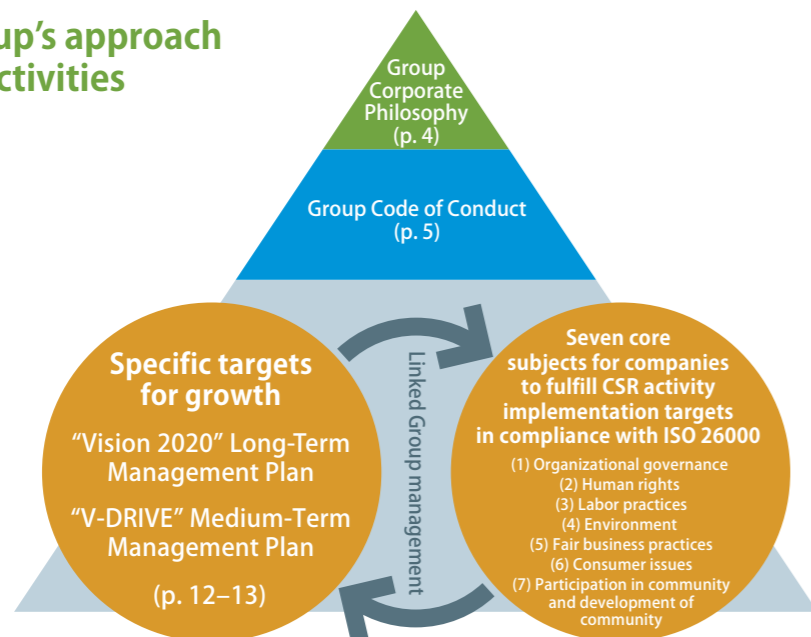 up's approach
ctivities
Group
Corporate
Philosophy
(p. 4)
Group Code of Conduct
(p. 5)
Specific targets
for growth
"Vision 2020" Long-Term
Management Plan
"V-DRIVE" Medium-Term
Management Plan
(p. 12–13)
Linked Group management
Seven core
subjects for companies
to fulfill CSR activity
implementation targets
in compliance with ISO 26000
(1) Organizational governance
(2) Human rights
(3) Labor practices
(4) Environment
(5) Fair business practices
(6) Consumer issues
(7) Participation in community
and development of
community